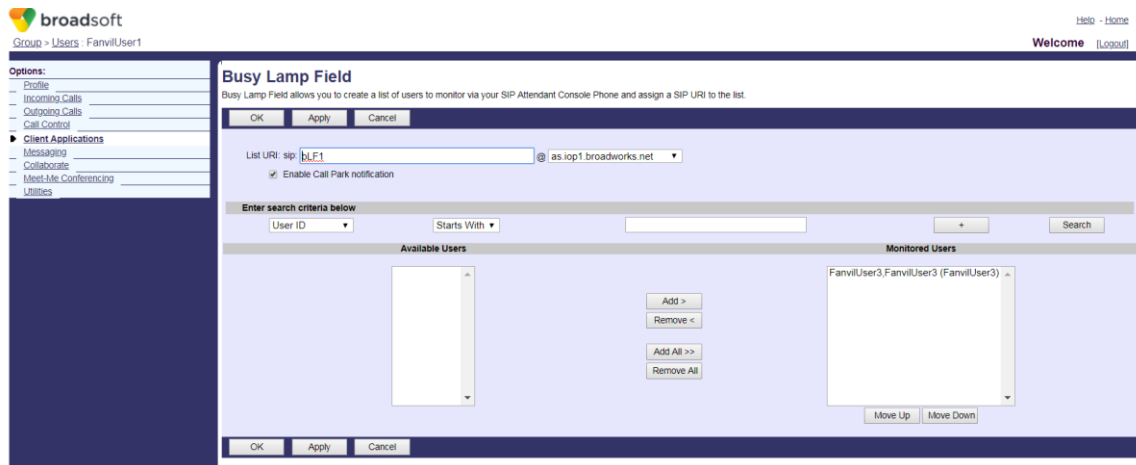 broadsoft
Help - Home
Group > Users : FanvilUser1
Welcome [Logout]
Options:
Profile
Incoming Calls
Outgoing Calls
Call Control
Client Applications
Messaging
Collaborate
Meet-Me Conferencing
Utilities
Busy Lamp Field
Busy Lamp Field allows you to create a list of users to monitor via your SIP Attendant Console Phone and assign a SIP URI to the list.
OK Apply Cancel
List URI: sip: bLF1 @ as.iop1.broadworks.net
Enable Call Park notification
Enter search criteria below
User ID Starts With + Search
Available Users Monitored Users
FanvilUser3,FanvilUser3 (FanvilUser3)
Add >
Remove <
Add All >>
Remove All
Move Up Move Down
OK Apply Cancel